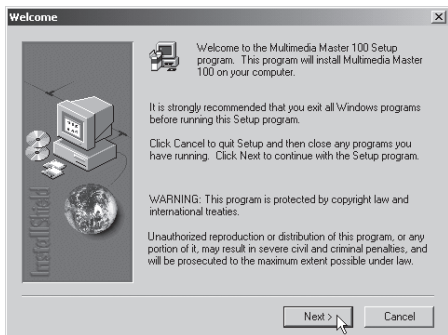 Welcome
Welcome to the Multimedia Master 100 Setup
program. This program will install Multimedia Master
100 on your computer.
It is strongly recommended that you exit all Windows programs
before running this Setup program.
Click Cancel to quit Setup and then close any programs you
have running. Click Next to continue with the Setup program.
WARNING: This program is protected by copyright law and
international treaties.
Unauthorized reproduction or distribution of this program, or any
portion of it, may result in severe civil and criminal penalties, and
will be prosecuted to the maximum extent possible under law.
InstallShield
Next >
Cancel